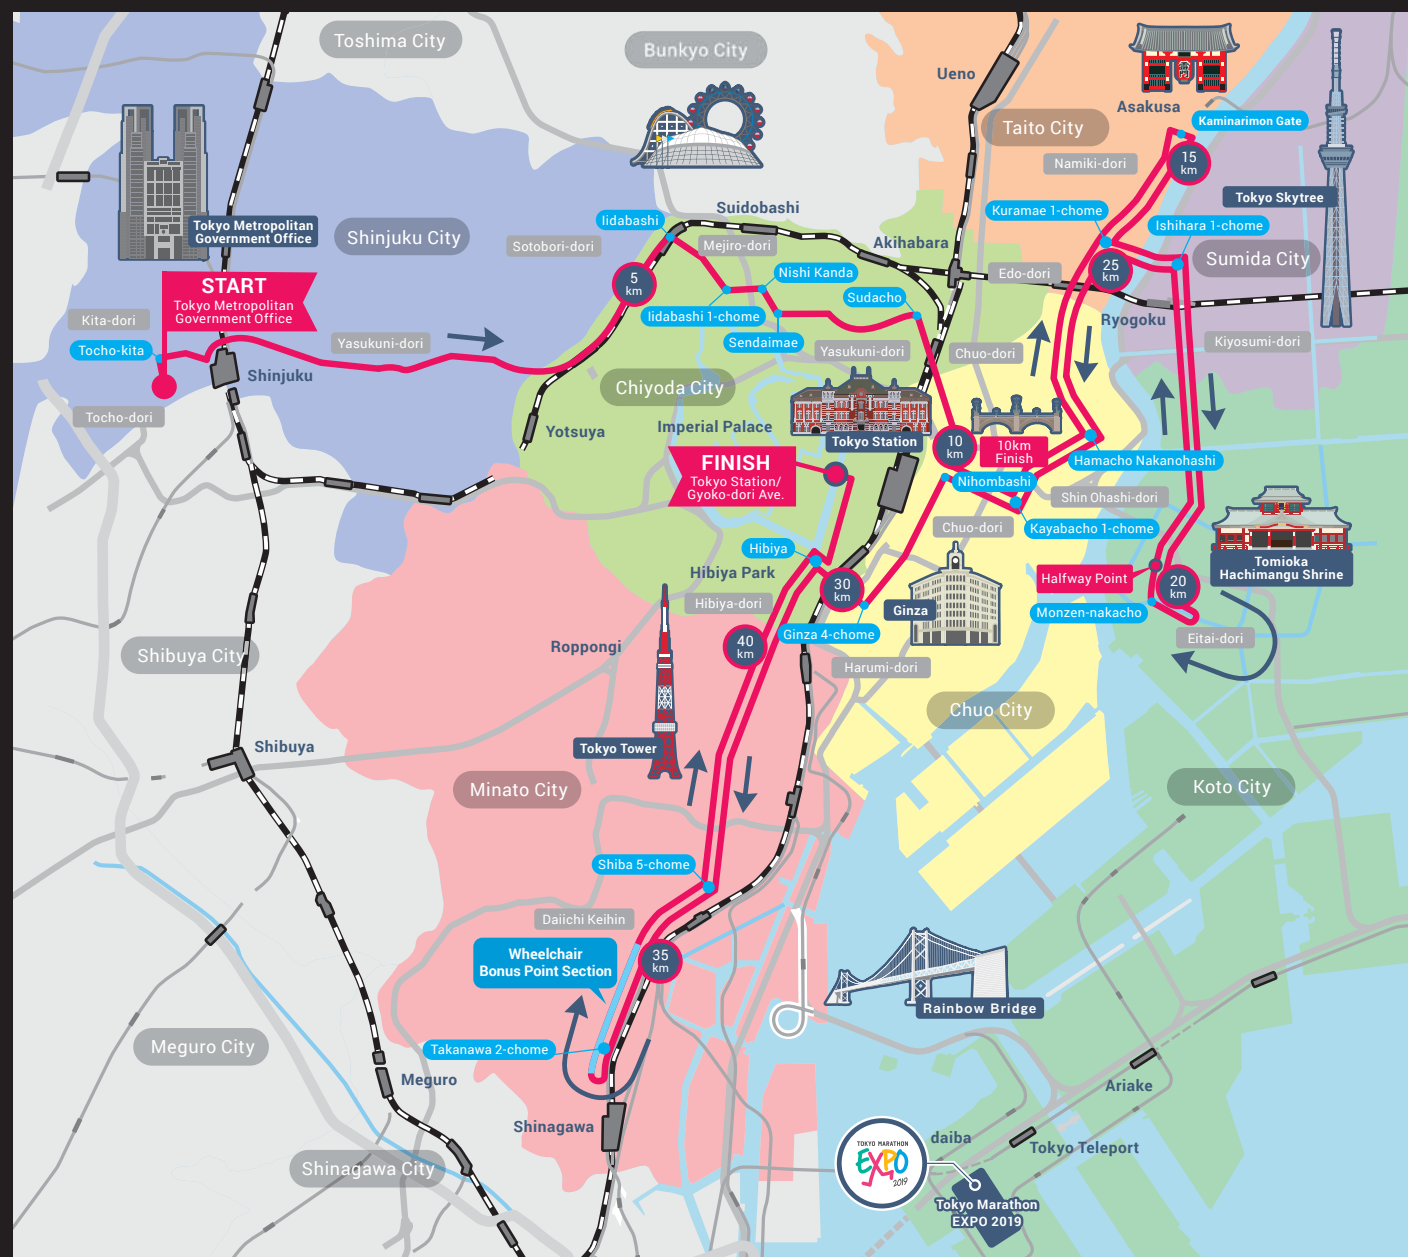 Toshima City
Bunkyo City
Ueno
Asakusa
Kaminarimon Gate
Taito City
15
km
Namiki-dori
Tokyo Skytree
Kuramae 1-chome
Ishihara 1-chome
Iidabashi
Suidobashi
Tokyo Metropolitan
Government Office
Shinjuku City
Sotobori-dori
Mejiro-dori
Akihabara
Sumida City
Edo-dori
25
km
5
km
Nishi Kanda
START
Tokyo Metropolitan
Government Office
Sudacho
Iidabashi 1-chome
Kita-dori
Ryogoku
Tocho-kita
Yasukuni-dori
Sendaimae
Yasukuni-dori
Chuo-dori
Kiyosumi-dori
Shinjuku
Chiyoda City
Tocho-dori
Yotsuya
Imperial Palace
Tokyo Station
10
km
10km
Finish
Hamacho Nakanohashi
FINISH
Tokyo Station/
Gyoko-dori Ave.
Nihombashi
Shin Ohashi-dori
Chuo-dori
Kayabacho 1-chome
Hibiya
Hibiya Park
Tomioka
Hachimangu Shrine
Halfway Point
20
km
30
km
Hibiya-dori
Ginza
Monzen-nakacho
Ginza 4-chome
Eitai-dori
Roppongi
40
km
Shibuya City
Harumi-dori
Chuo City
Shibuya
Tokyo Tower
Minato City
Koto City
Shiba 5-chome
Daiichi Keihin
Wheelchair
Bonus Point Section
35
km
Rainbow Bridge
Meguro City
Takanawa 2-chome
Meguro
Ariake
Shinagawa
daiba
Tokyo Teleport
TOKYO MARATHON
EXPO
2019
Shinagawa City
Tokyo Marathon
EXPO 2019